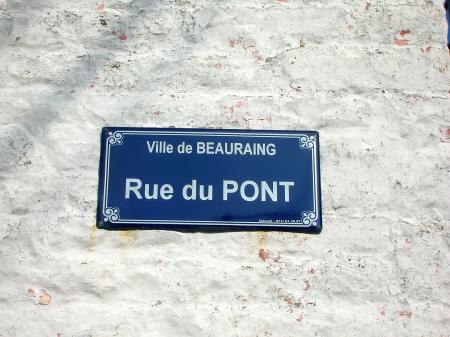 Ville de BEAURAING
Rue du PONT